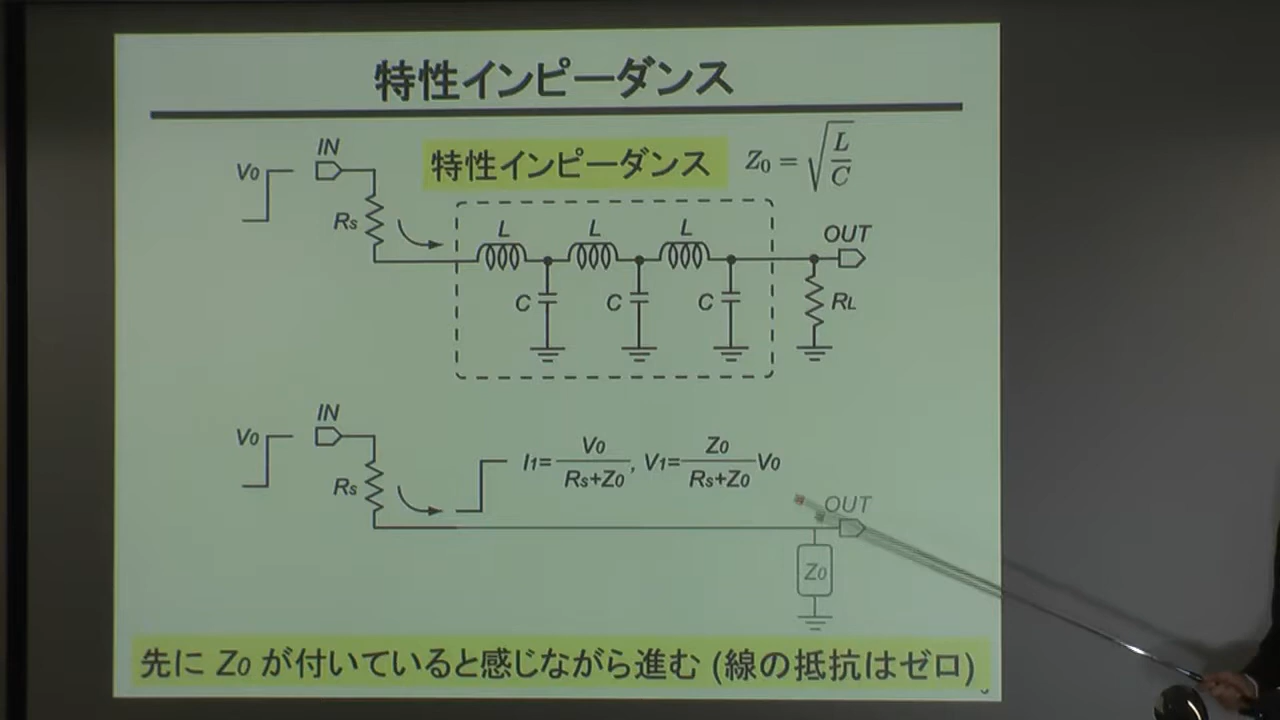 特性インピーダンス
特性インピーダンス Z0 = √L/C
V0 IN
Rs
L L L
OUT
C C C
RL
V0 IN
Rs
I1= V0/Rs+Z0 , V1= Z0/Rs+Z0 V0
OUT
Z0
先に Z0 が付いていると感じながら進む (線の抵抗はゼロ)